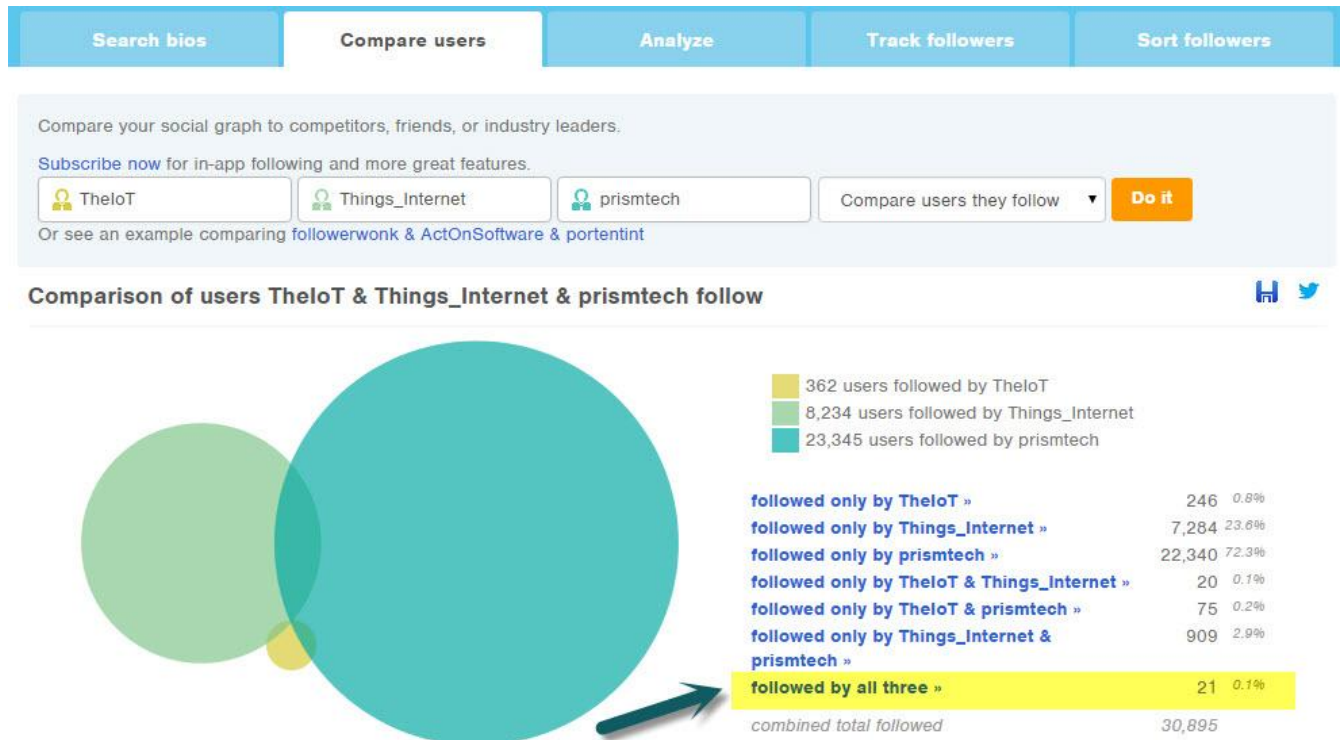 Search bios Compare users Analyze Track followers Sort followers
Compare your social graph to competitors, friends, or industry leaders.
Subscribe now for in-app following and more great features.
TheIoT Things_Internet prismtech Compare users they follow Do it
Or see an example comparing followerwonk & ActOnSoftware & portentint
Comparison of users TheIoT & Things_Internet & prismtech follow
362 users followed by TheIoT
8,234 users followed by Things_Internet
23,345 users followed by prismtech
followed only by TheIoT » 246 0.8%
followed only by Things_Internet » 7,284 23.6%
followed only by prismtech » 22,340 72.3%
followed only by TheIoT & Things_Internet » 20 0.1%
followed only by TheIoT & prismtech » 75 0.2%
followed only by Things_Internet & 909 2.9%
prismtech »
followed by all three » 21 0.1%
combined total followed 30,895